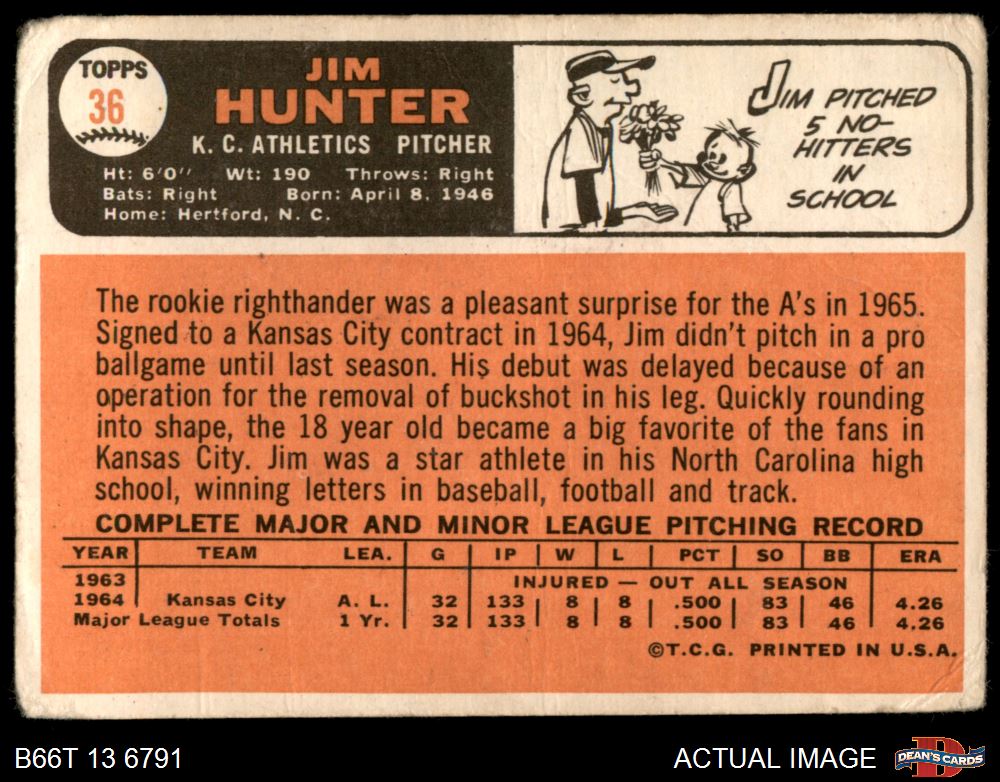 TOPPS
36
JIM
HUNTER
K. C. ATHLETICS PITCHER
Ht: 6'0" Wt: 190 Throws: Right
Bats: Right Born: April 8, 1946
Home: Hertford, N. C.
JIM PITCHED
5 NO-
HITTERS
IN
SCHOOL
The rookie righthander was a pleasant surprise for the A's in 1965.
Signed to a Kansas City contract in 1964, Jim didn't pitch in a pro
ballgame until last season. His debut was delayed because of an
operation for the removal of buckshot in his leg. Quickly rounding
into shape, the 18 year old became a big favorite of the fans in
Kansas City. Jim was a star athlete in his North Carolina high
school, winning letters in baseball, football and track.
COMPLETE MAJOR AND MINOR LEAGUE PITCHING RECORD
YEAR TEAM LEA. G IP W L PCT SO BB ERA
1963 INJURED — OUT ALL SEASON
1964 Kansas City A. L. 32 133 8 8 .500 83 46 4.26
Major League Totals 1 Yr. 32 133 8 8 .500 83 46 4.26
©T.C.G. PRINTED IN U.S.A.
B66T 13 6791
ACTUAL IMAGE
D
DEAN'S CARDS